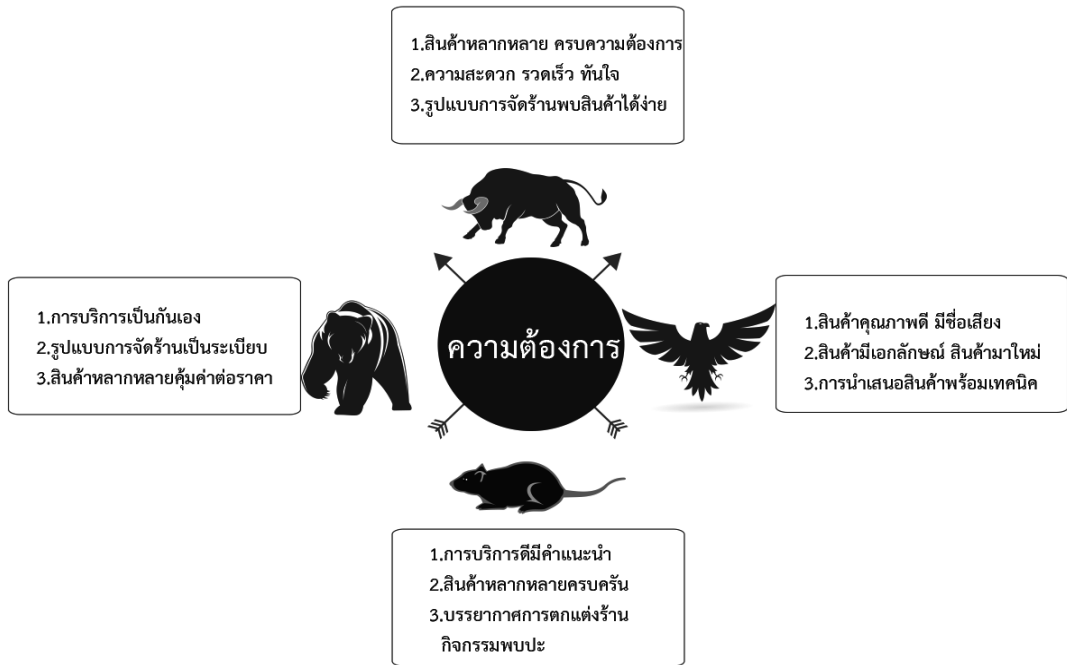 1.สินค้าหลากหลาย ครบความต้องการ
2.ความสะดวก รวดเร็ว ทันใจ
3.รูปแบบการจัดร้านพบสินค้าได้ง่าย
1.การบริการเป็นกันเอง
2.รูปแบบการจัดร้านเป็นระเบียบ
3.สินค้าหลากหลายคุ้มค่าต่อราคา
ความต้องการ
1.สินค้าคุณภาพดี มีชื่อเสียง
2.สินค้ามีเอกลักษณ์ สินค้ามาใหม่
3.การนำเสนอสินค้าพร้อมเทคนิค
1.การบริการดีมีคำแนะนำ
2.สินค้าหลากหลายครบครัน
3.บรรยากาศการตกแต่งร้าน
กิจกรรมพบปะ